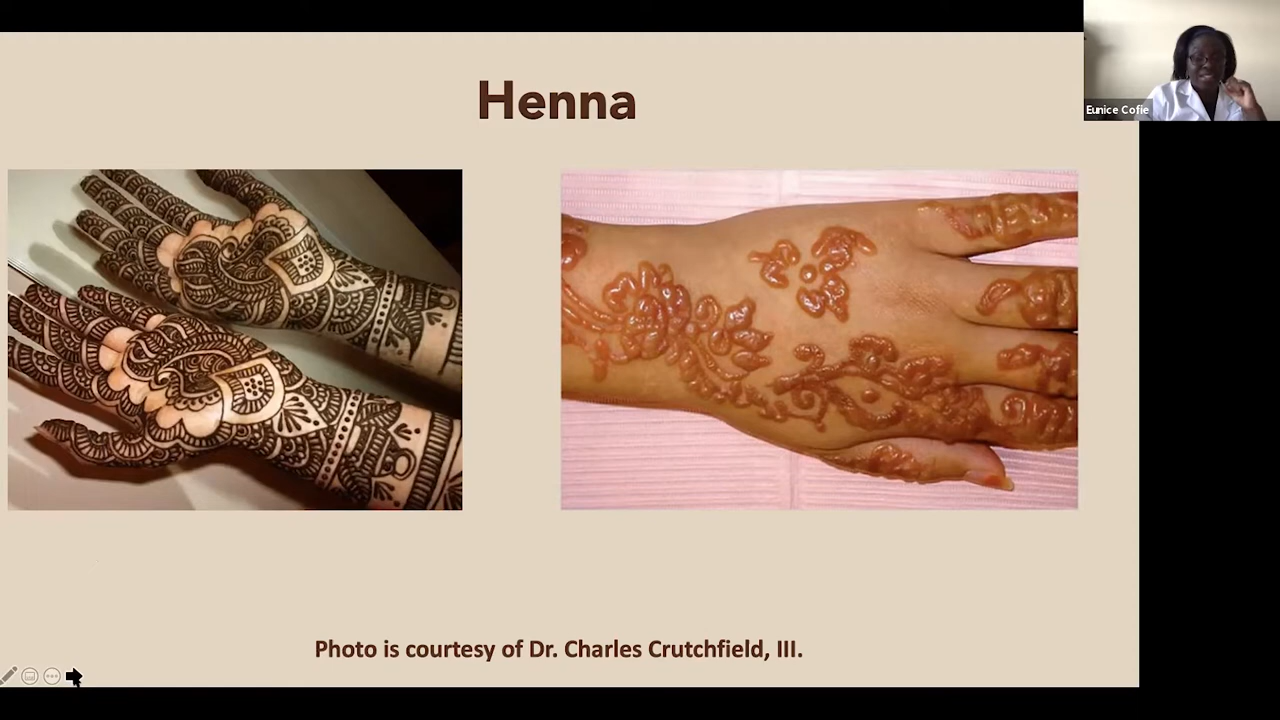 Henna
Eunice Cofie
Photo is courtesy of Dr. Charles Crutchfield, III.